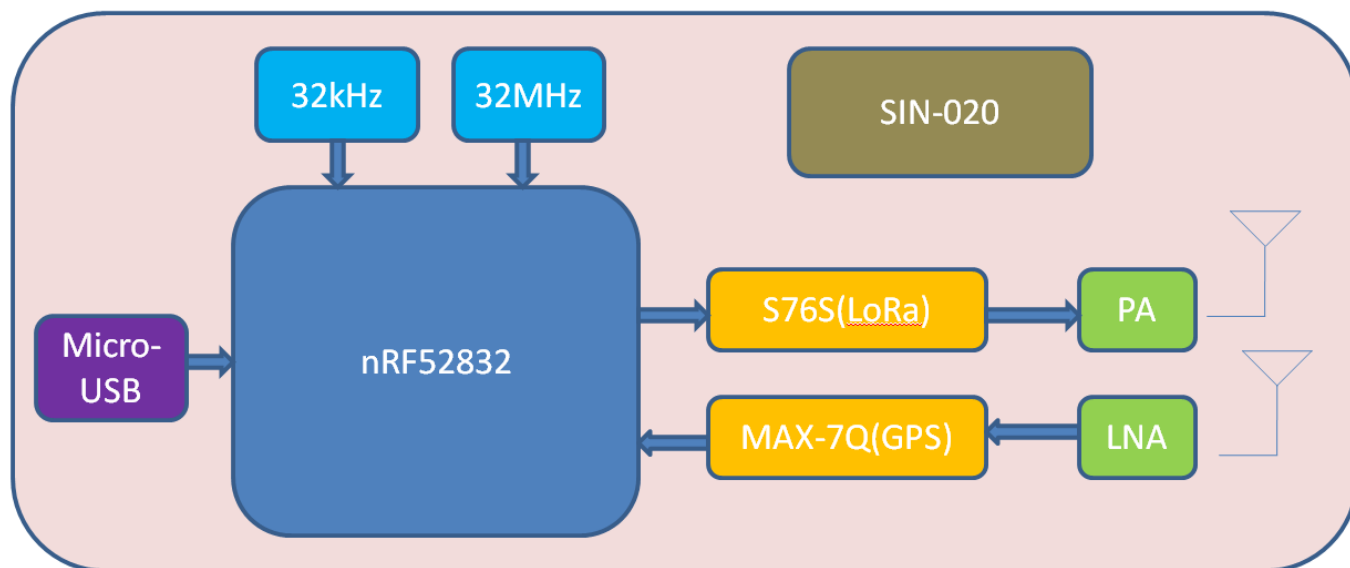 32kHz
32MHz
SIN-020
S76S(LoRa)
PA
Micro-
USB
nRF52832
MAX-7Q(GPS)
LNA